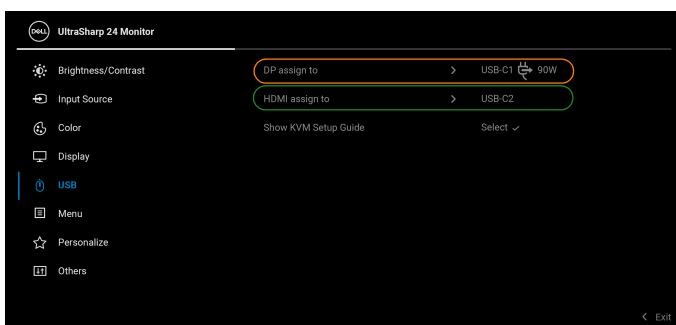 DELL UltraSharp 24 Monitor
Brightness/Contrast
DP assign to > USB-C1 90W
Input Source
HDMI assign to > USB-C2
Color
Show KVM Setup Guide Select ✓
Display
USB
Menu
Personalize
Others
< Exit